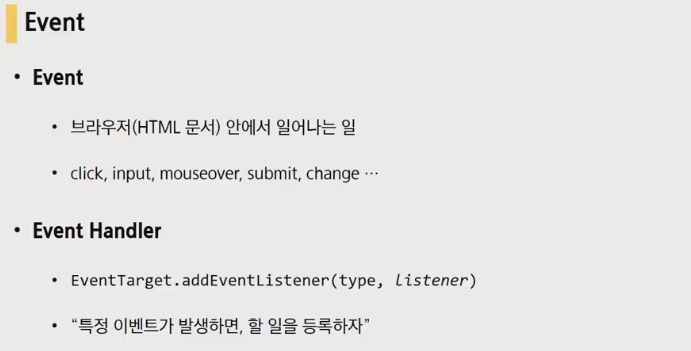 Event
• Event
• 브라우저(HTML 문서) 안에서 일어나는 일
• click, input, mouseover, submit, change …
• Event Handler
• EventTarget.addEventListener(type, listener)
• “특정 이벤트가 발생하면, 할 일을 등록하자”